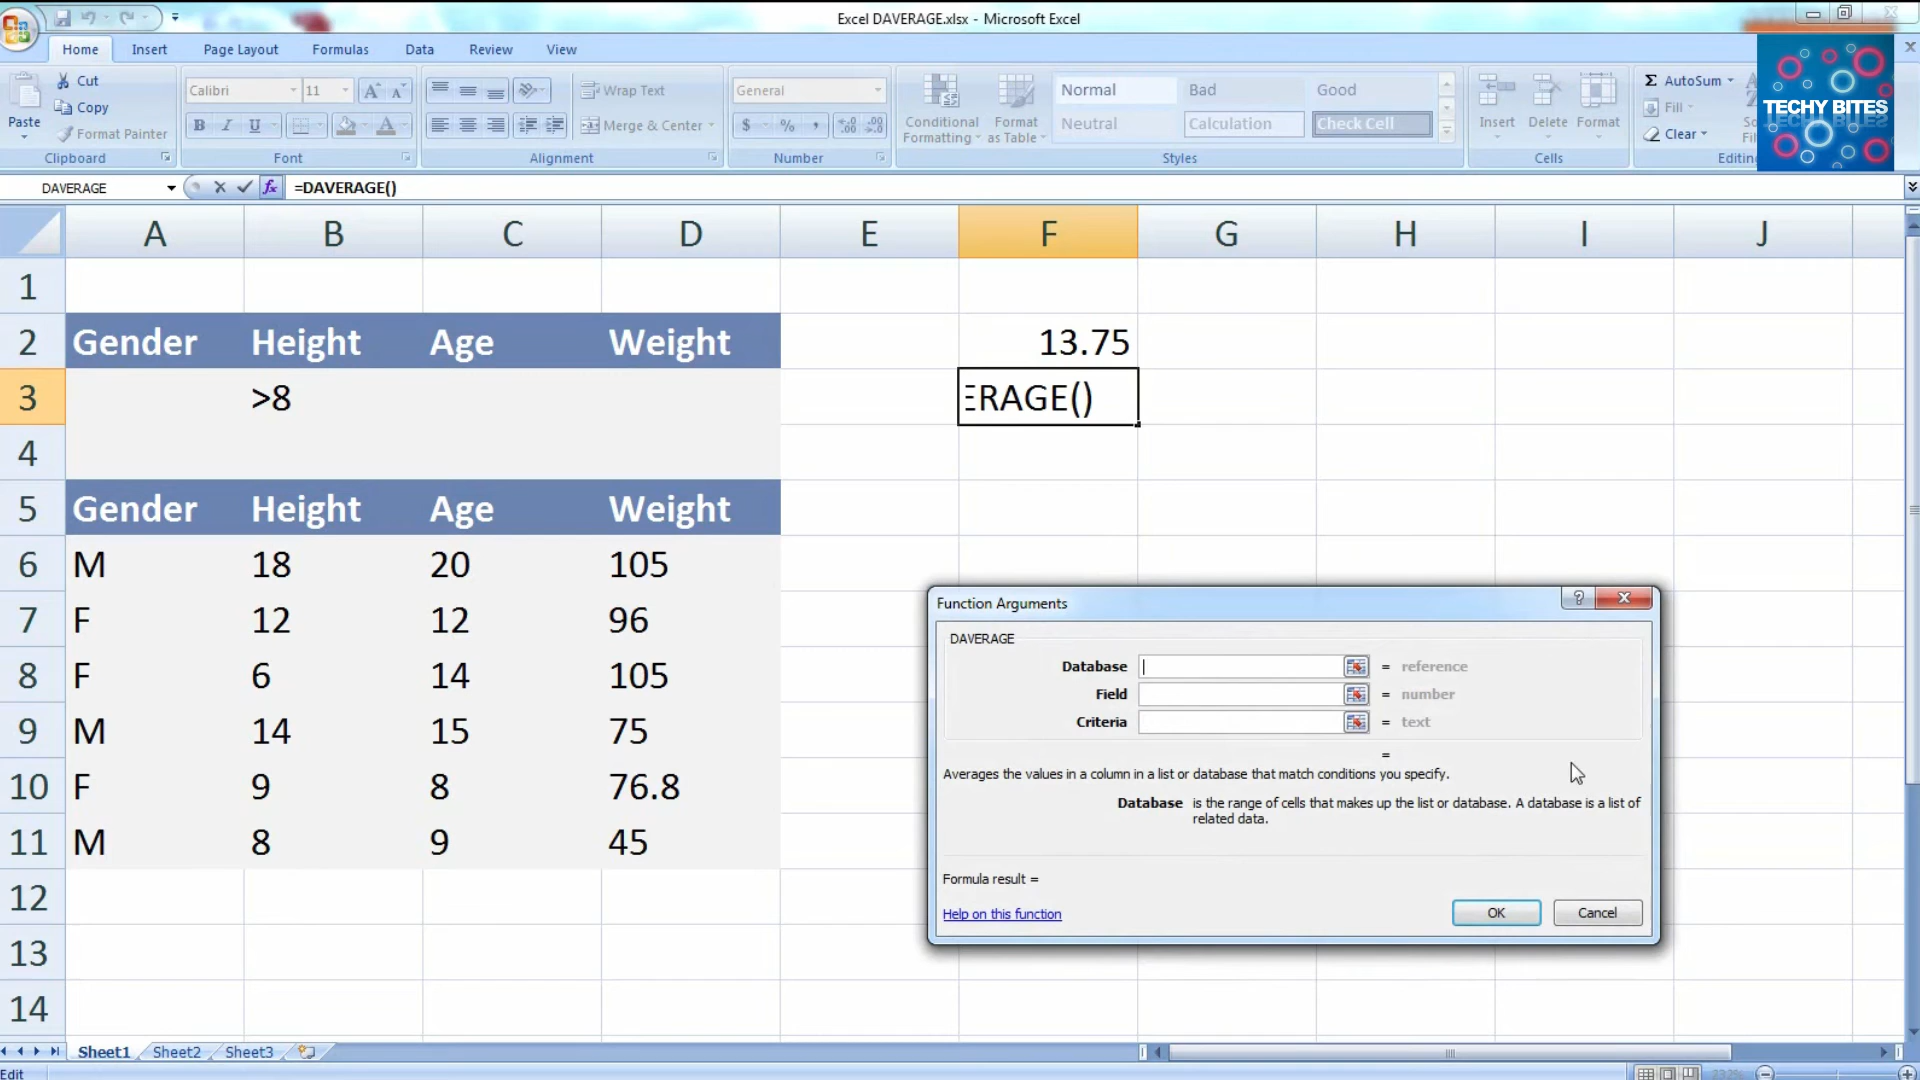 Excel DAVERAGE.xlsx - Microsoft Excel
Home Insert Page Layout Formulas Data Review View
Paste Cut Copy Format Painter Clipboard
Calibri 11 B I U Font
Wrap Text Merge & Center Alignment
General $ % , Number
Conditional Formatting Format as Table Normal Bad Good Neutral Calculation Check Cell Styles
Insert Delete Format Cells
Σ AutoSum Fill Clear Editing
TECHY BITES
DAVERAGE fx =DAVERAGE()
A B C D E F G H I J
1
2 Gender Height Age Weight 13.75
3 >8 ERAGE()
4
5 Gender Height Age Weight
6 M 18 20 105
7 F 12 12 96
8 F 6 14 105
9 M 14 15 75
10 F 9 8 76.8
11 M 8 9 45
12
13
14
Function Arguments ?
DAVERAGE
Database = reference
Field = number
Criteria = text
=
Averages the values in a column in a list or database that match conditions you specify.
Database is the range of cells that makes up the list or database. A database is a list of
related data.
Formula result =
Help on this function OK Cancel
Sheet1 Sheet2 Sheet3
Edit 232%